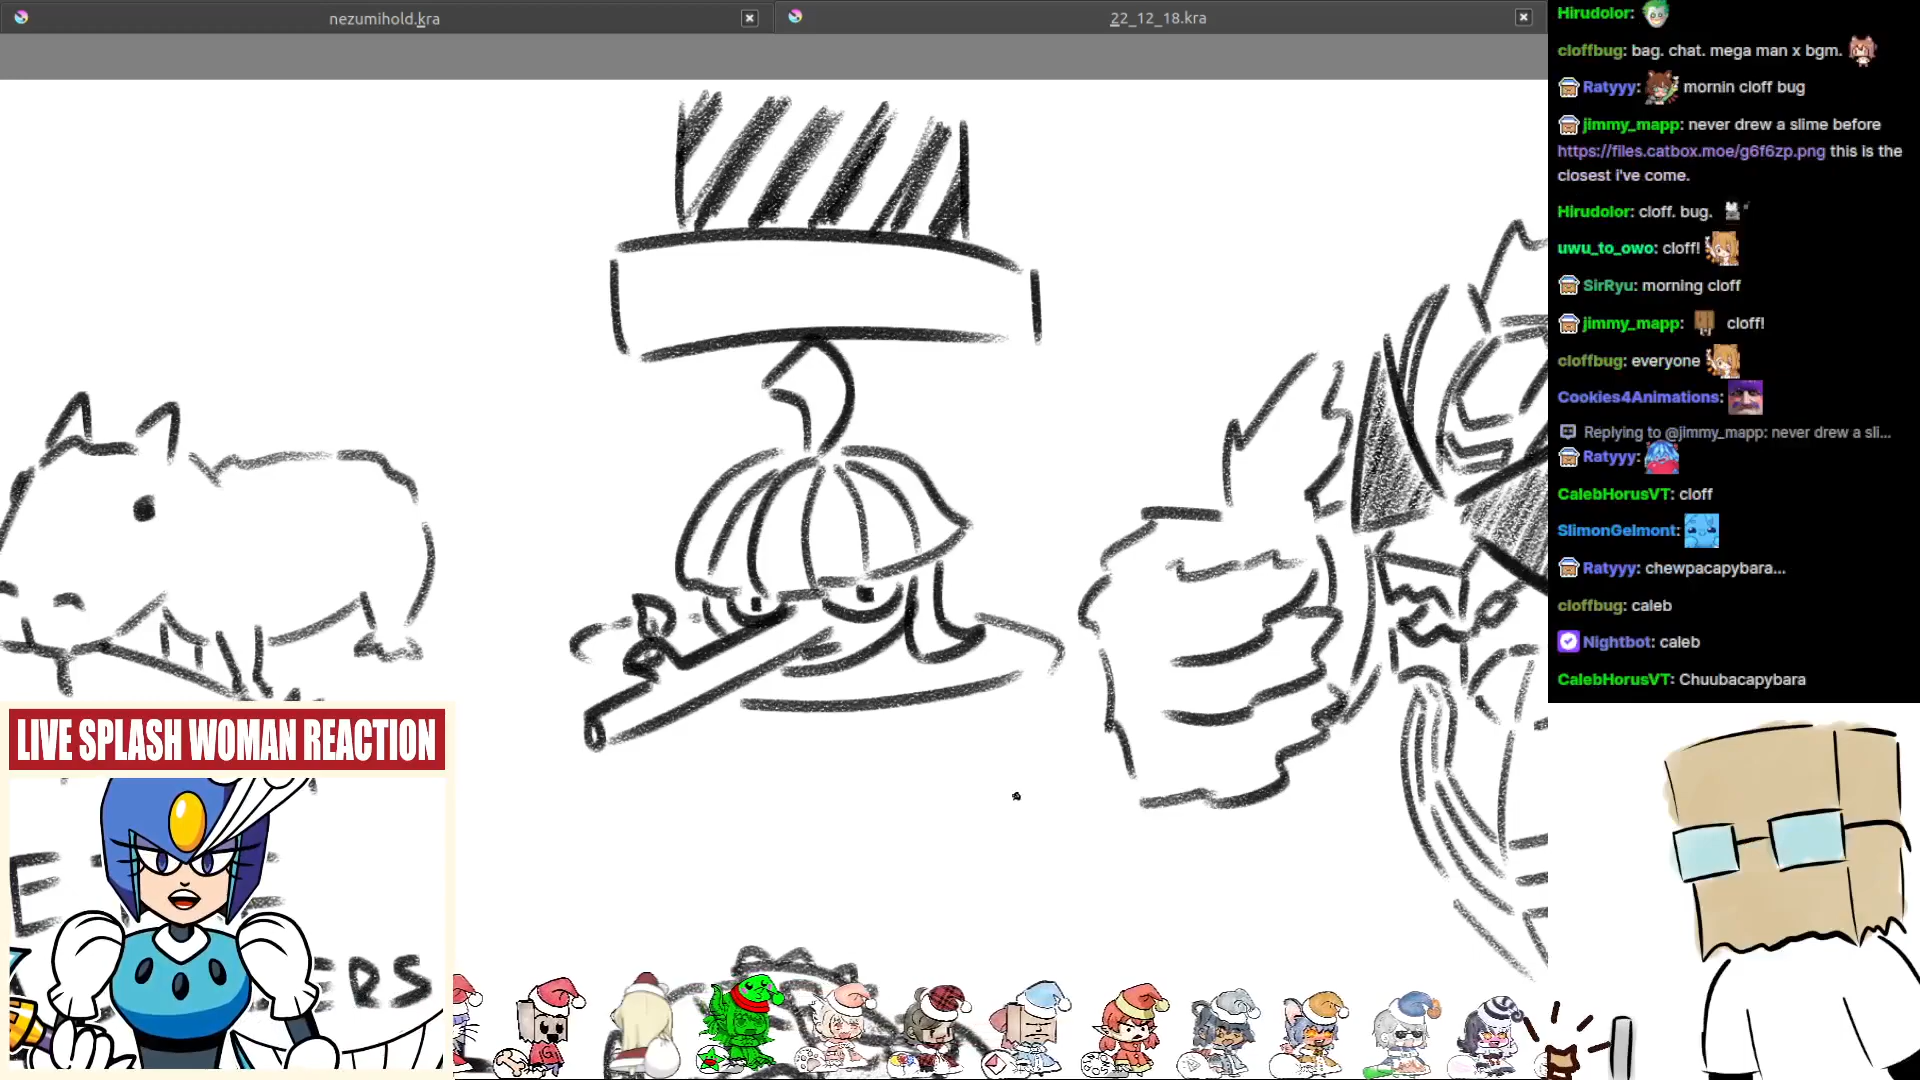 nezumihold.kra
22_12_18.kra
Hirudolor:
cloffbug: bag. chat. mega man x bgm.
Ratyyy: mornin cloff bug
jimmy_mapp: never drew a slime before
https://files.catbox.moe/g6f6zp.png this is the
closest i've come.
Hirudolor: cloff. bug.
uwu_to_owo: cloff!
SirRyu: morning cloff
jimmy_mapp: cloff!
cloffbug: everyone
Cookies4Animations:
Replying to @jimmy_mapp: never drew a sli...
Ratyyy:
CalebHorusVT: cloff
SlimonGelmont:
Ratyyy: chewpacapybara...
cloffbug: caleb
Nightbot: caleb
CalebHorusVT: Chuubacapybara
LIVE SPLASH WOMAN REACTION
ERS